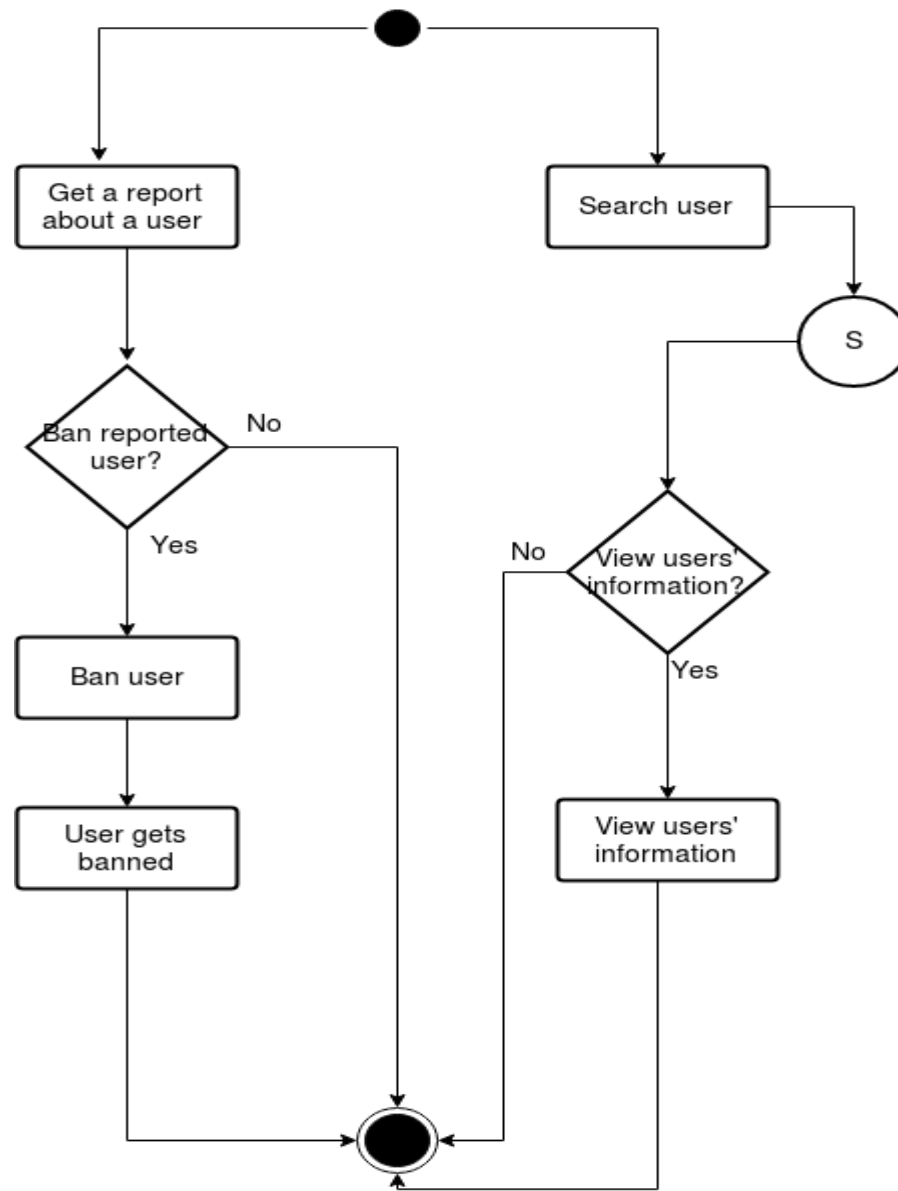 Get a report
about a user
Search user
S
Ban reported
user?
No
Yes
View users'
information?
No
Yes
Ban user
User gets
banned
View users'
information